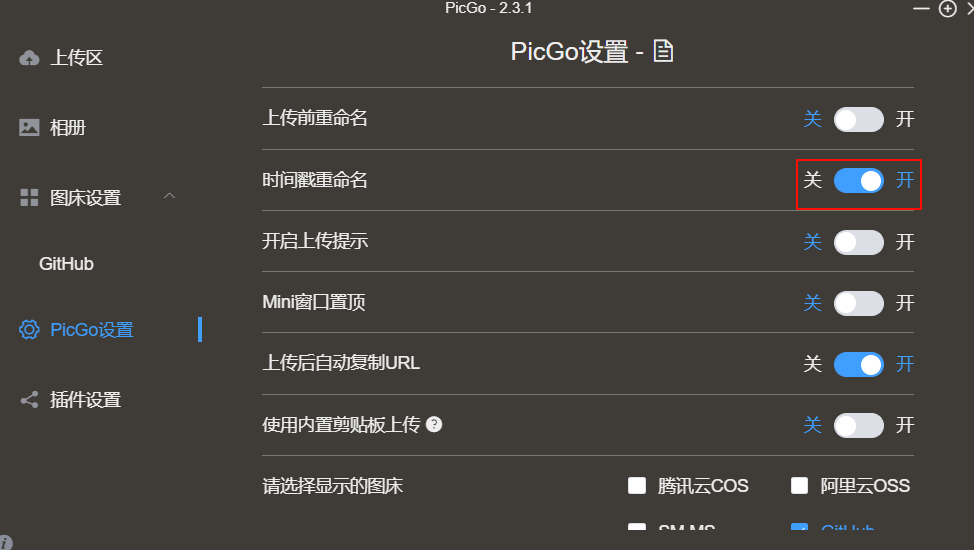 PicGo - 2.3.1
PicGo设置 -
上传区
相册
图床设置
GitHub
PicGo设置
插件设置
上传前重命名 关 开
时间戳重命名 关 开
开启上传提示 关 开
Mini窗口置顶 关 开
上传后自动复制URL 关 开
使用内置剪贴板上传 ? 关 开
请选择显示的图床 腾讯云COS 阿里云OSS
SM.MS GitHub